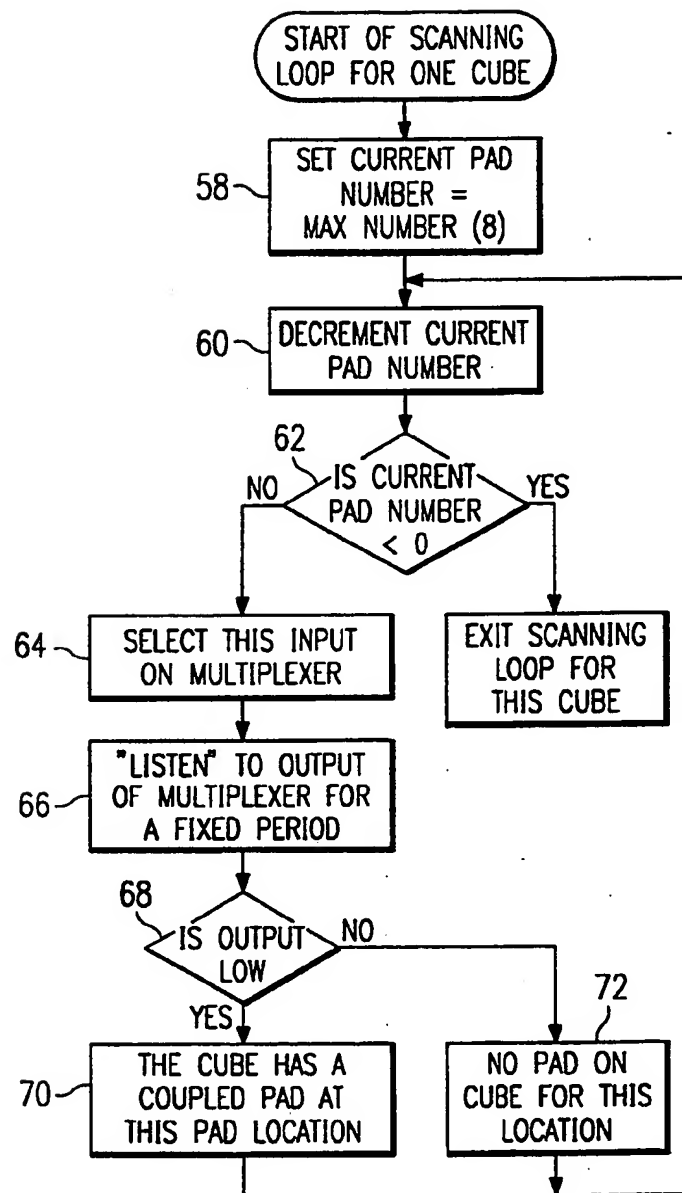 START OF SCANNING
LOOP FOR ONE CUBE
58
SET CURRENT PAD
NUMBER =
MAX NUMBER (8)
60
DECREMENT CURRENT
PAD NUMBER
62
IS CURRENT
PAD NUMBER
< 0
NO
YES
64
SELECT THIS INPUT
ON MULTIPLEXER
EXIT SCANNING
LOOP FOR
THIS CUBE
66
"LISTEN" TO OUTPUT
OF MULTIPLEXER FOR
A FIXED PERIOD
68
IS OUTPUT
LOW
NO
YES
70
THE CUBE HAS A
COUPLED PAD AT
THIS PAD LOCATION
72
NO PAD ON
CUBE FOR THIS
LOCATION